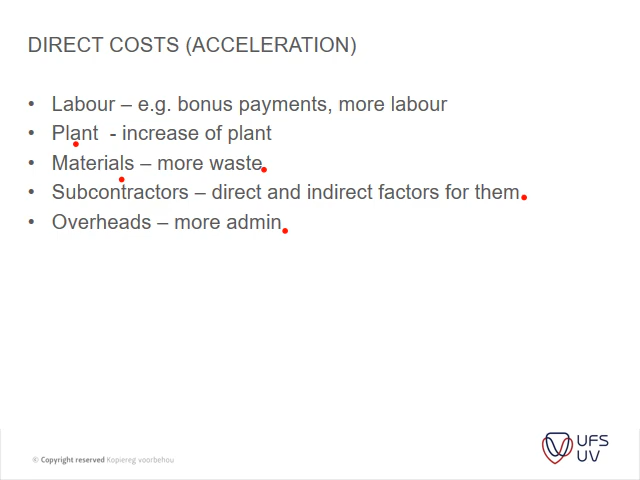 DIRECT COSTS (ACCELERATION)
• Labour – e.g. bonus payments, more labour
• Plant - increase of plant
• Materials – more waste
• Subcontractors – direct and indirect factors for them
• Overheads – more admin
© Copyright reserved Kopiereg voorbehou
UFS
UV